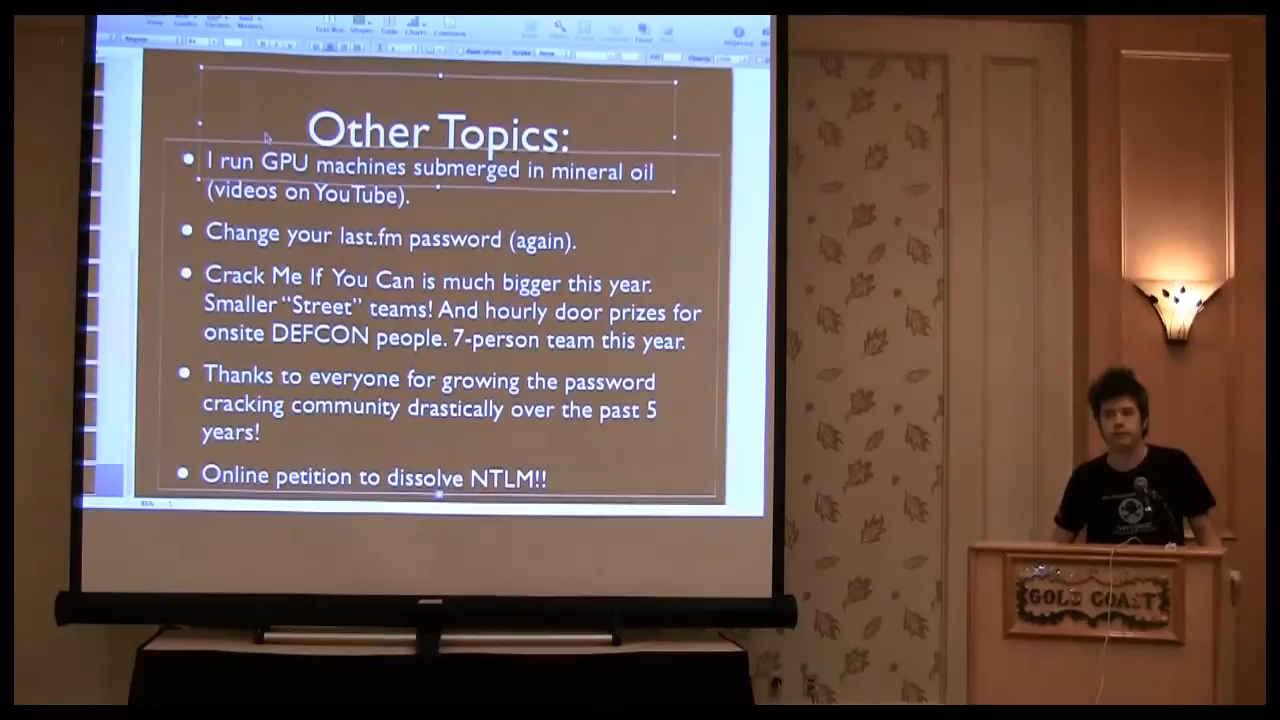 Other Topics:
I run GPU machines submerged in mineral oil
(videos on YouTube).
Change your last.fm password (again).
Crack Me If You Can is much bigger this year.
Smaller “Street” teams! And hourly door prizes for
onsite DEFCON people. 7-person team this year.
Thanks to everyone for growing the password
cracking community drastically over the past 5
years!
Online petition to dissolve NTLM!!
GOLD COAST